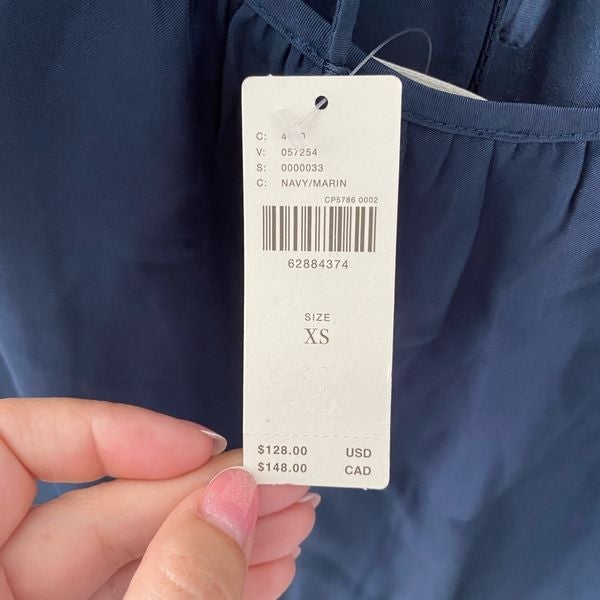 C:
V: 057254
S: 0000033
C: NAVY/MARIN
CP5786 0002
62884374
SIZE
XS
$128.00 USD
$148.00 CAD